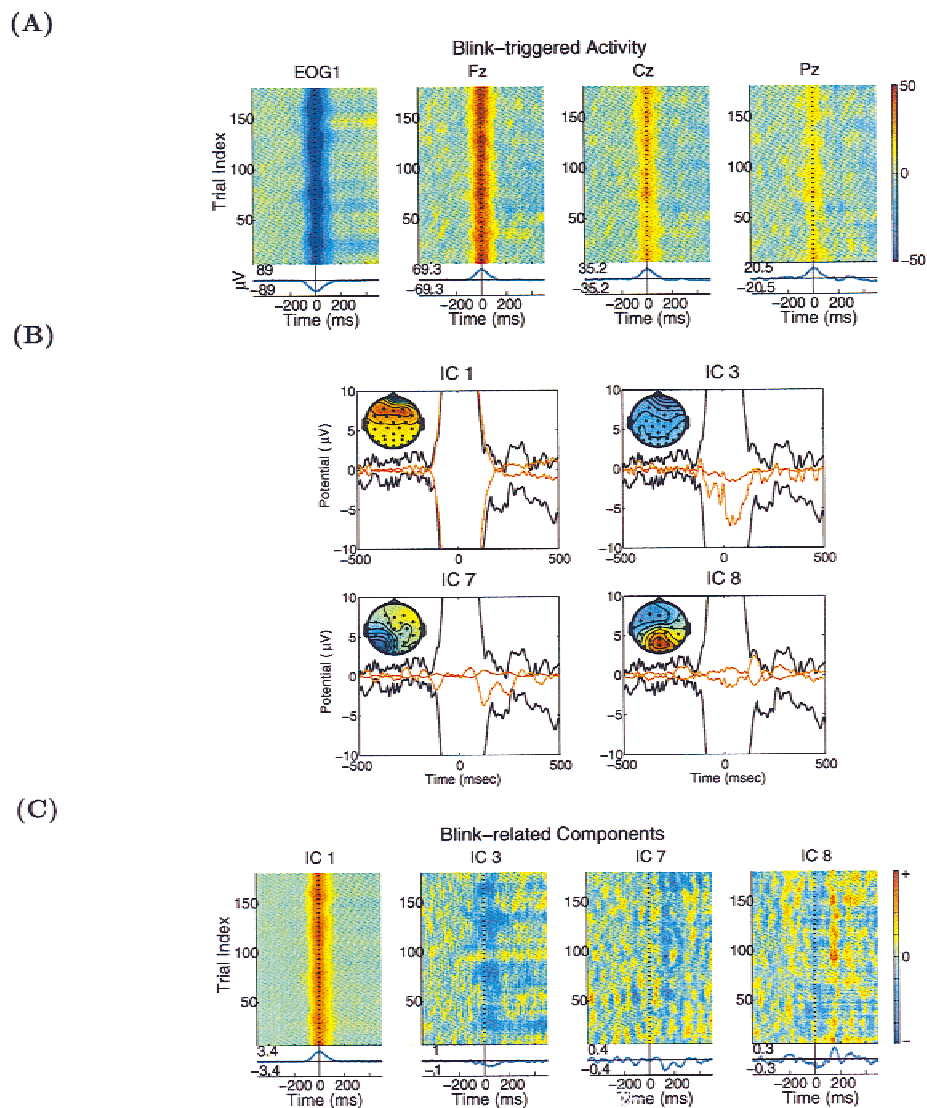 (A)
Blink-triggered Activity
EOG1 Fz Cz Pz
Trial Index
150
100
50
150
100
50
150
100
50
150
100
50
50
0
-50
µV
89
-89
69.3
-69.3
35.2
-35.2
20.5
-20.5
-200 0 200
-200 0 200
-200 0 200
-200 0 200
Time (ms) Time (ms) Time (ms) Time (ms)
(B)
IC 1
Potential (µV)
10
5
0
-5
-10
-500 0 500
IC 3
10
5
0
-5
-10
-500 0 500
IC 7
Potential (µV)
10
5
0
-5
-10
-500 0 500
Time (msec)
IC 8
10
5
0
-5
-10
-500 0 500
Time (msec)
(C)
Blink-related Components
IC 1 IC 3 IC 7 IC 8
Trial Index
150
100
50
150
100
50
150
100
50
150
100
50
+
0
-
3.4
-3.4
1
-1
0.4
-0.4
0.3
-0.3
-200 0 200
-200 0 200
-200 0 200
-200 0 200
Time (ms) Time (ms) Time (ms) Time (ms)